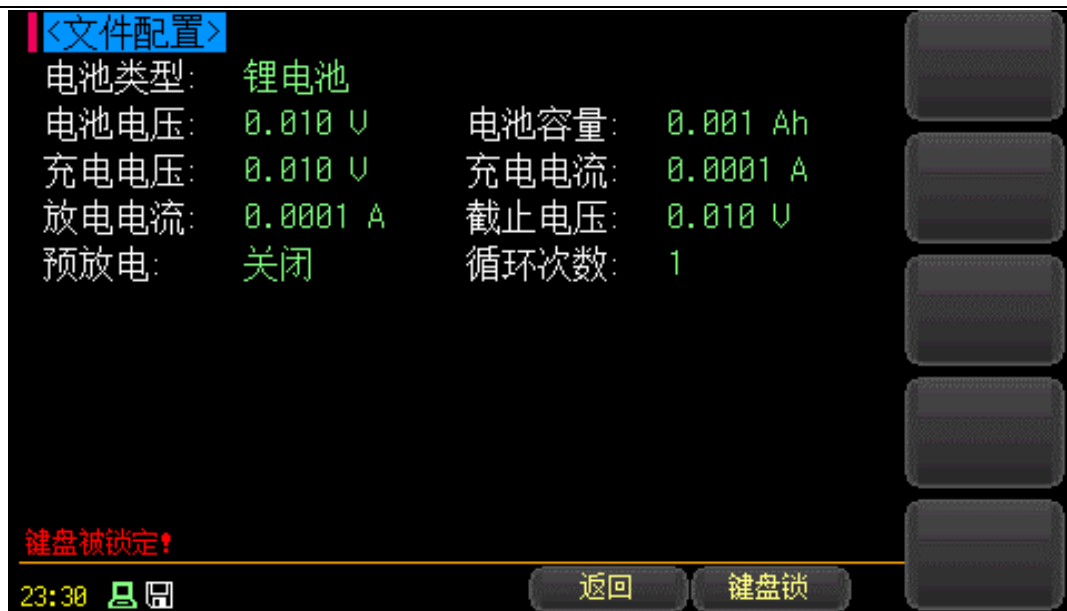 <文件配置>
电池类型: 锂电池
电池电压: 0.010 V 电池容量: 0.001 Ah
充电电压: 0.010 V 充电电流: 0.0001 A
放电电流: 0.0001 A 截止电压: 0.010 V
预放电: 关闭 循环次数: 1
键盘被锁定!
23:30 返回 键盘锁